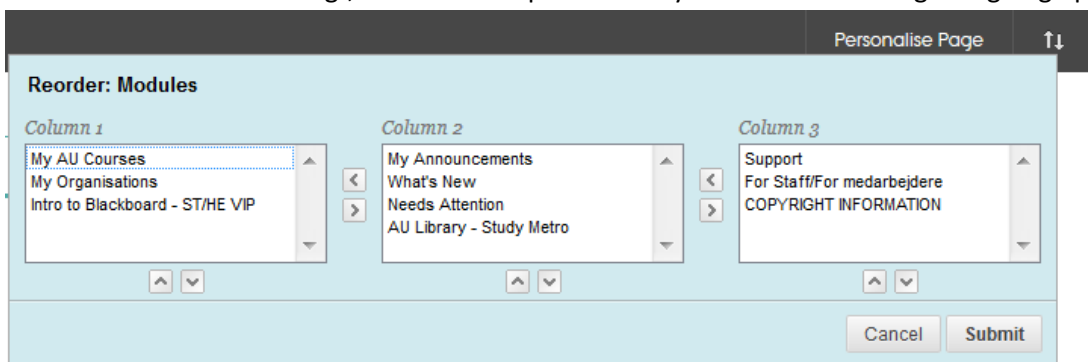 Personalise Page
Reorder: Modules
Column 1
Column 2
Column 3
My AU Courses
My Organisations
Intro to Blackboard - ST/HE VIP
My Announcements
What's New
Needs Attention
AU Library - Study Metro
Support
For Staff/For medarbejdere
COPYRIGHT INFORMATION
Cancel
Submit